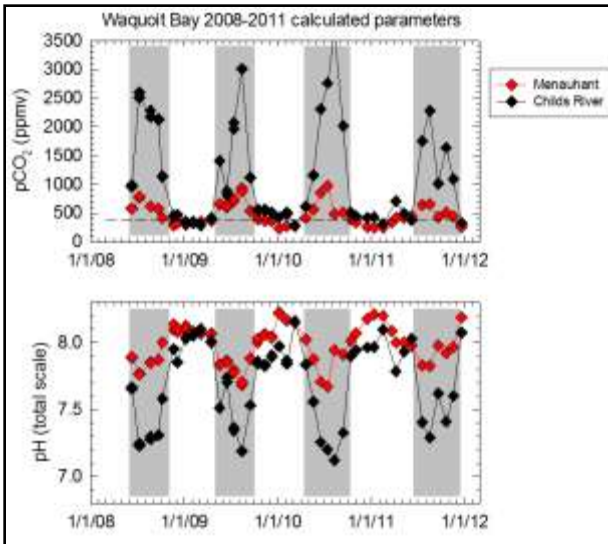 Waquoit Bay 2008-2011 calculated parameters
3500
3000
2500
2000
1500
1000
500
0
pCO₂ (ppmv)
1/1/08 1/1/09 1/1/10 1/1/11 1/1/12
Menauhant
Childs River
8.0
7.5
7.0
pH (total scale)
1/1/08 1/1/09 1/1/10 1/1/11 1/1/12